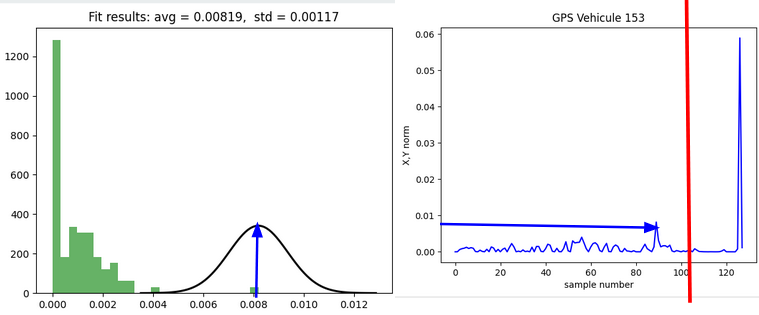 Fit results: avg = 0.00819,  std = 0.00117
1200
1000
800
600
400
200
0
0.000 0.002 0.004 0.006 0.008 0.010 0.012
GPS Vehicule 153
X,Y norm
0.06
0.05
0.04
0.03
0.02
0.01
0.00
0 20 40 60 80 100 120
sample number